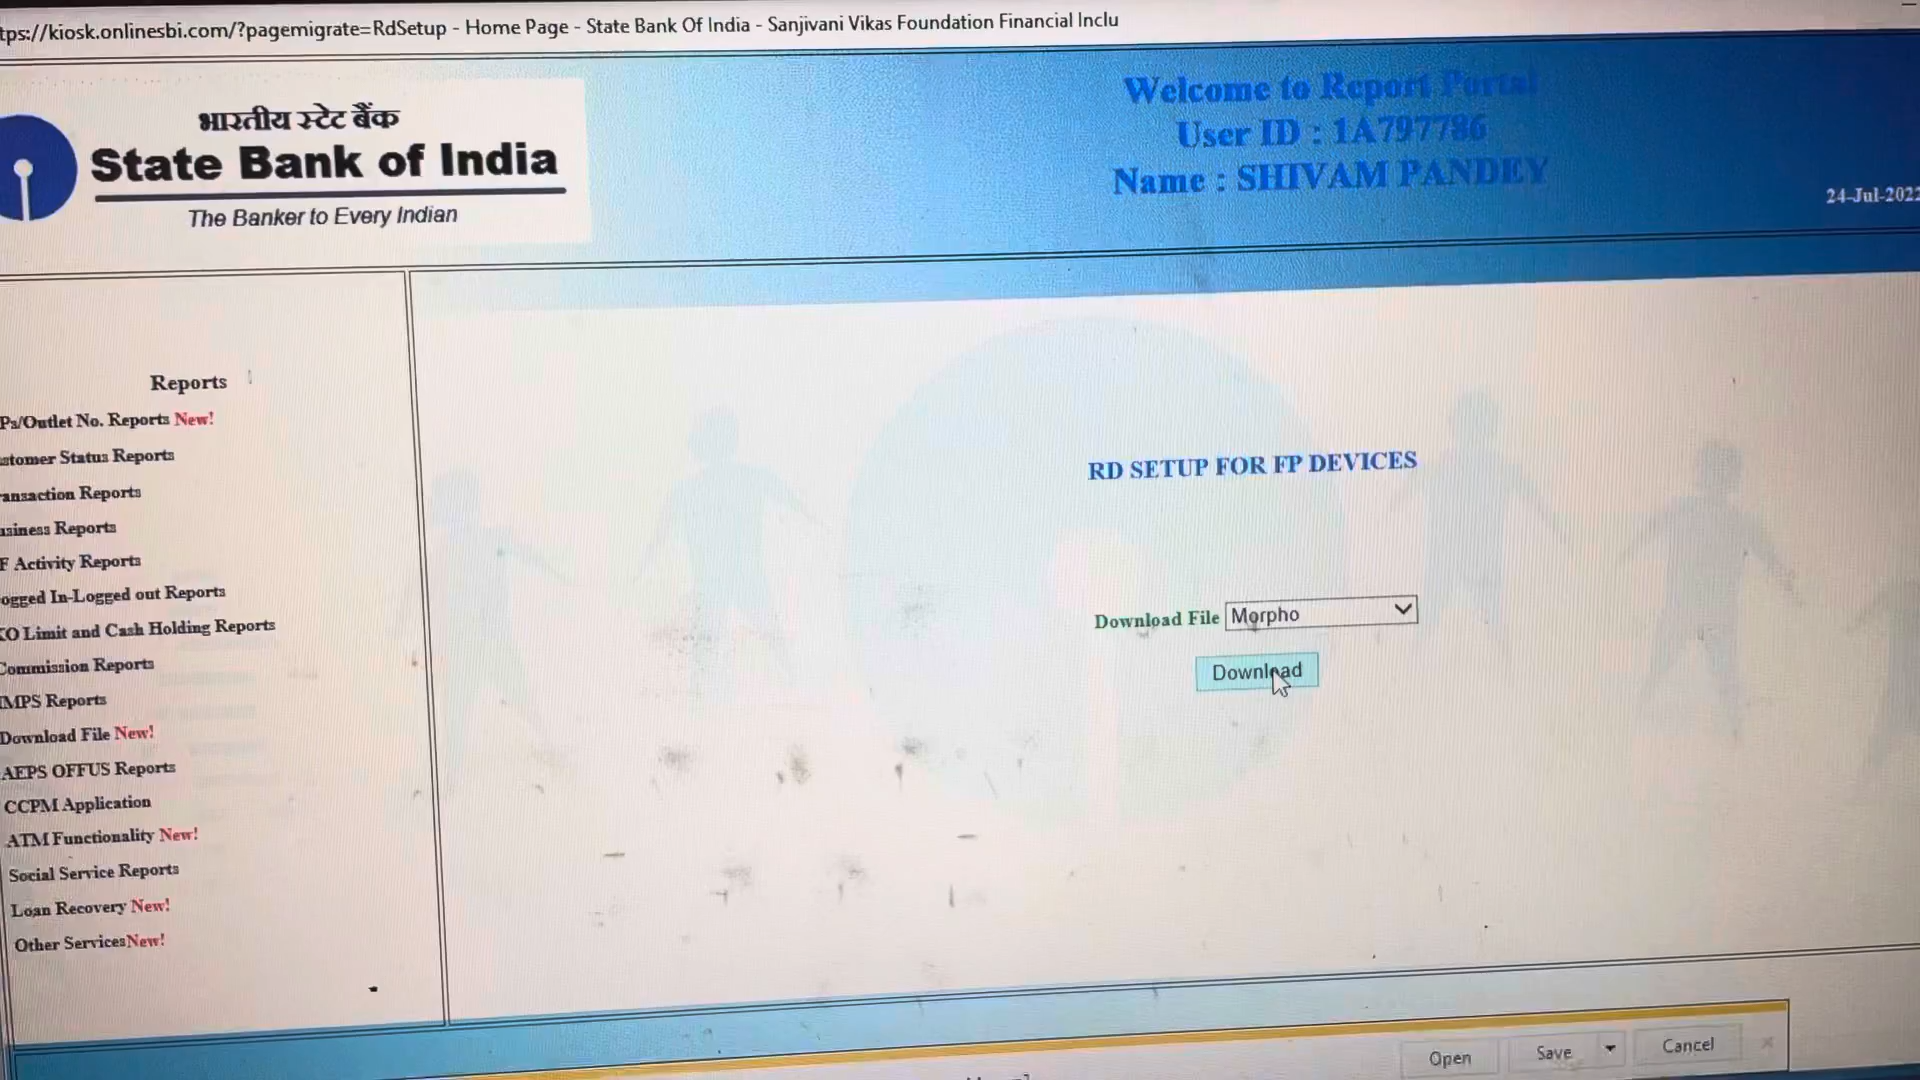 tps://kiosk.onlinesbi.com/?pagemigrate=RdSetup - Home Page - State Bank Of India - Sanjivani Vikas Foundation Financial Inclu
भारतीय स्टेट बैंक
State Bank of India
The Banker to Every Indian
Welcome to Report Portal
User ID : 1A797786
Name : SHIVAM PANDEY
24-Jul-2022
Reports
Ps/Outlet No. Reports New!
stomer Status Reports
ansaction Reports
usiness Reports
F Activity Reports
ogged In-Logged out Reports
KO Limit and Cash Holding Reports
Commission Reports
IMPS Reports
Download File New!
AEPS OFFUS Reports
CCPM Application
ATM Functionality New!
Social Service Reports
Loan Recovery New!
Other ServicesNew!
RD SETUP FOR FP DEVICES
Download File Morpho
Download
Open Save Cancel